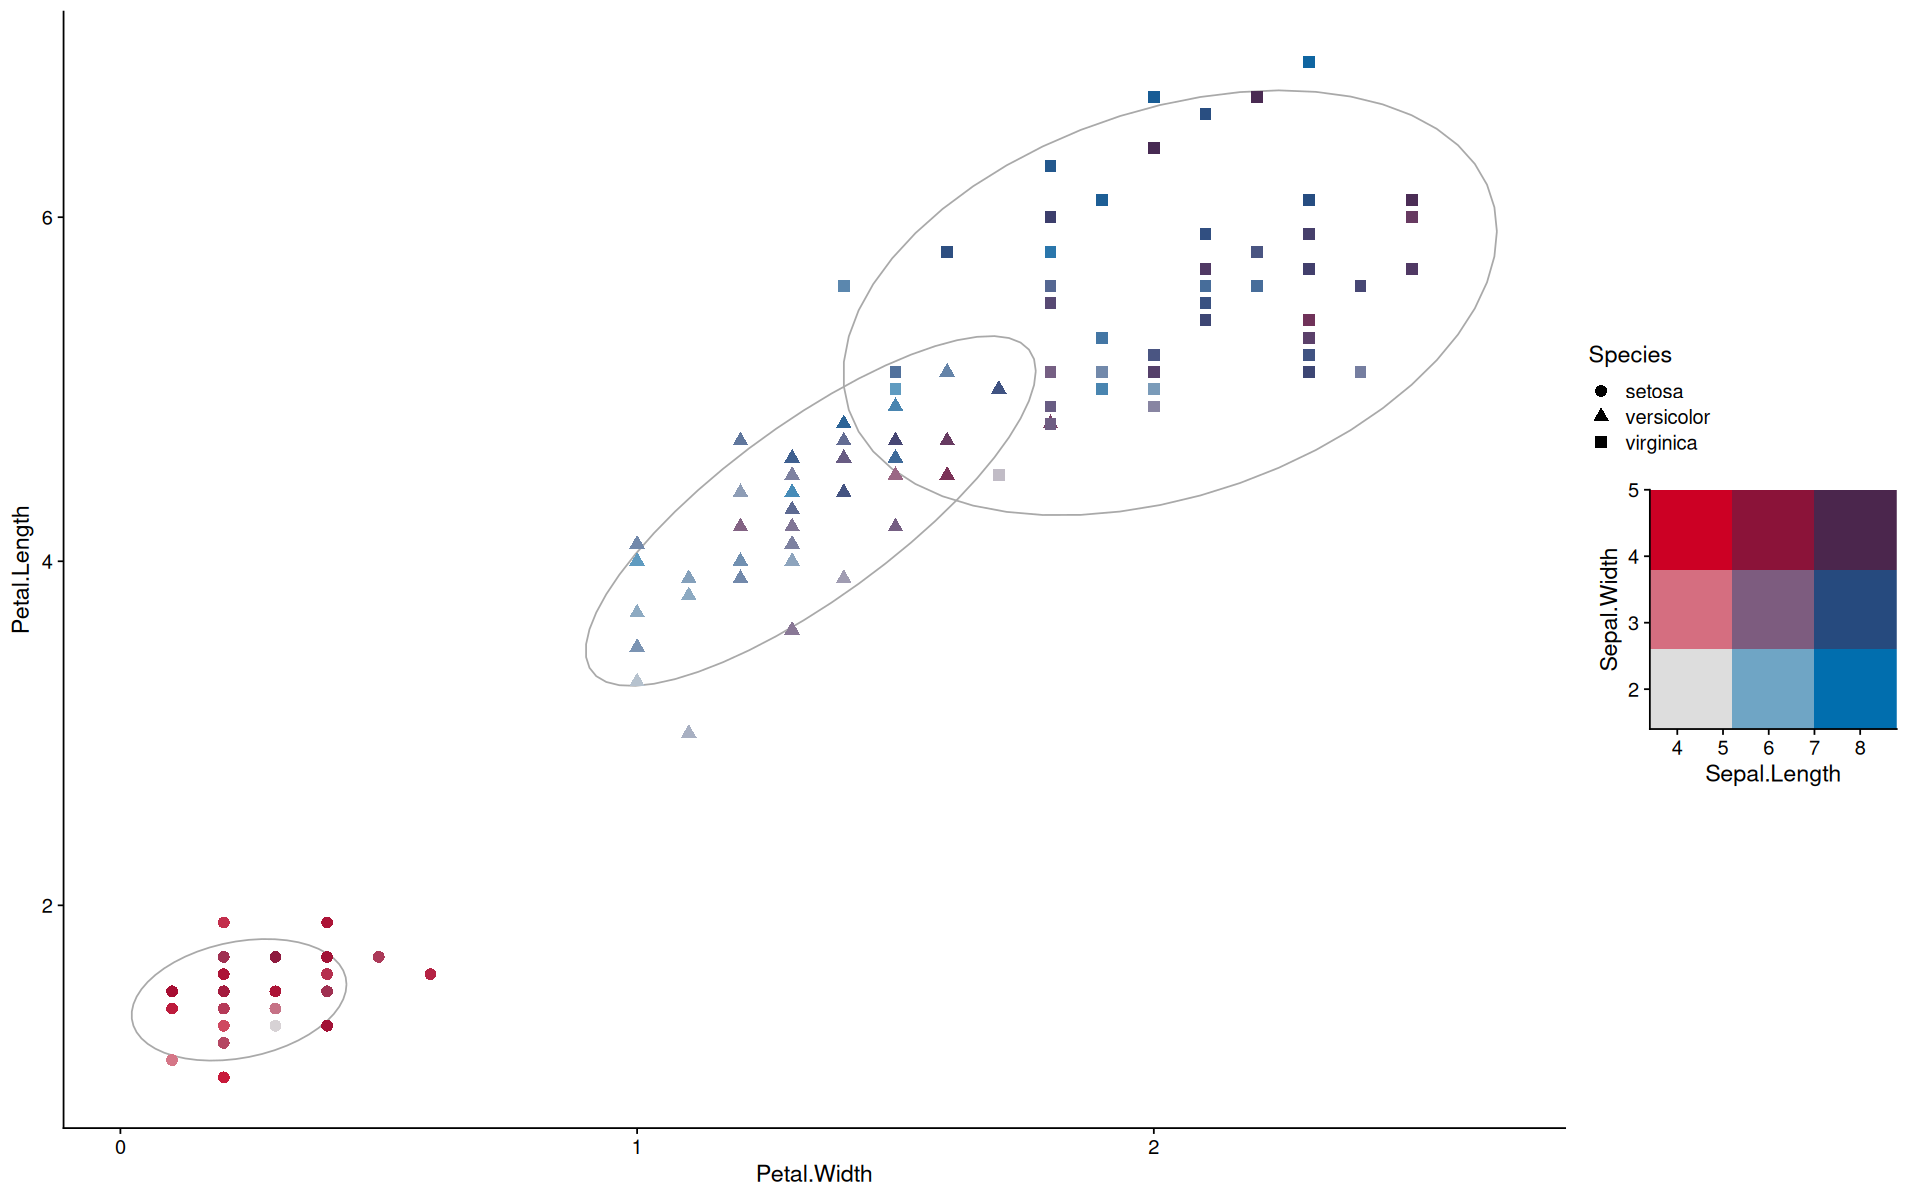 Petal.Length
6
4
2
0 1 2
Petal.Width
Species
setosa
versicolor
virginica
Sepal.Width
5
4
3
2
4 5 6 7 8
Sepal.Length